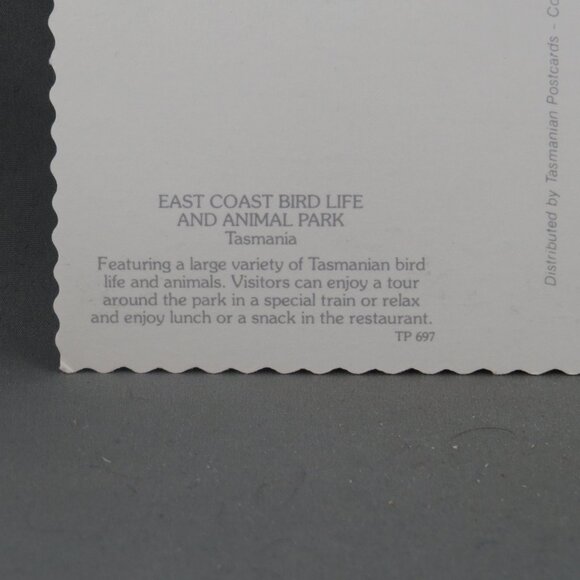 EAST COAST BIRD LIFE
AND ANIMAL PARK
Tasmania
Featuring a large variety of Tasmanian bird
life and animals. Visitors can enjoy a tour
around the park in a special train or relax
and enjoy lunch or a snack in the restaurant.
TP 697
Distributed by Tasmanian Postcards - Co